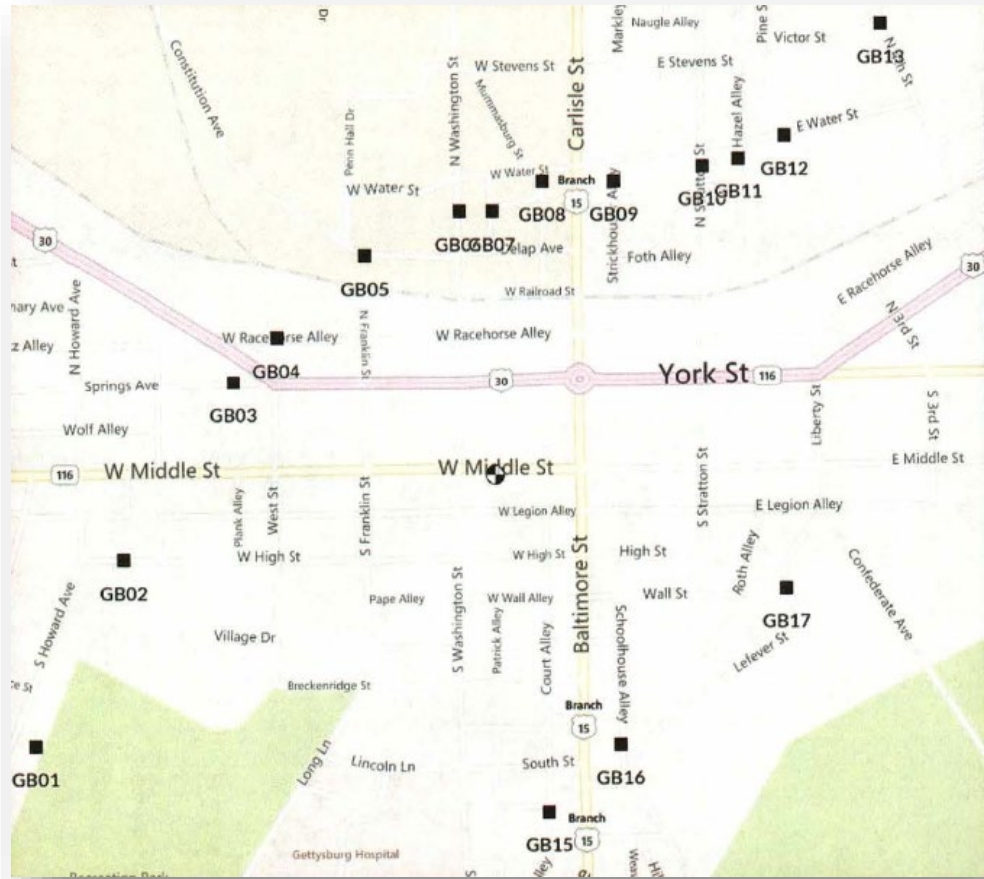 Dr
Naugle Alley
Markley
Pine S
Victor St
Constitution Ave
W Stevens St
N Washington St
Mummasburg St
Carlisle St
E Stevens St
Hazel Alley
GB13
E Water St
Penn Hall Dr
W Water St
W Water St
Branch
15
GB12
GB11
GB10
GB08
GB09
GB07
Delap Ave
Foth Alley
30
GB05
W Railroad St
E Racehorse Alley
30
N Howard Ave
W Racehorse Alley
N Franklin St
W Racehorse Alley
N 3rd St
GB04
Springs Ave
GB03
30
York St
116
Liberty St
S 3rd St
Wolf Alley
116
W Middle St
W Middle St
S Stratton St
E Middle St
Plank Alley
West St
S Franklin St
W Legion Alley
E Legion Alley
W High St
W High St
Baltimore St
High St
Roth Alley
Confederate Ave
GB02
S Howard Ave
Pape Alley
S Washington St
W Wall Alley
Wall St
GB17
Village Dr
Patrick Alley
Court Alley
Schoolhouse Alley
Lefever St
Breckenridge St
Branch
15
GB01
Long Ln
Lincoln Ln
South St
GB16
Branch
GB15
15
Gettysburg Hospital